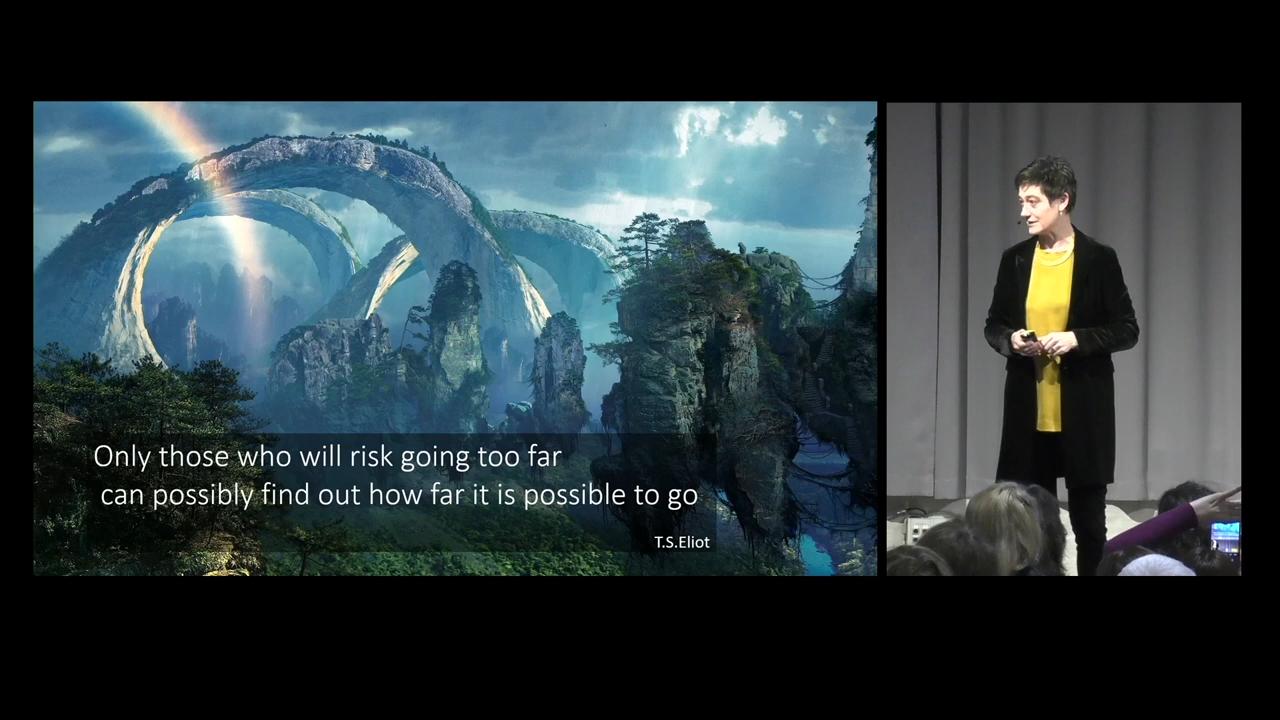 Only those who will risk going too far
can possibly find out how far it is possible to go
T.S.Eliot